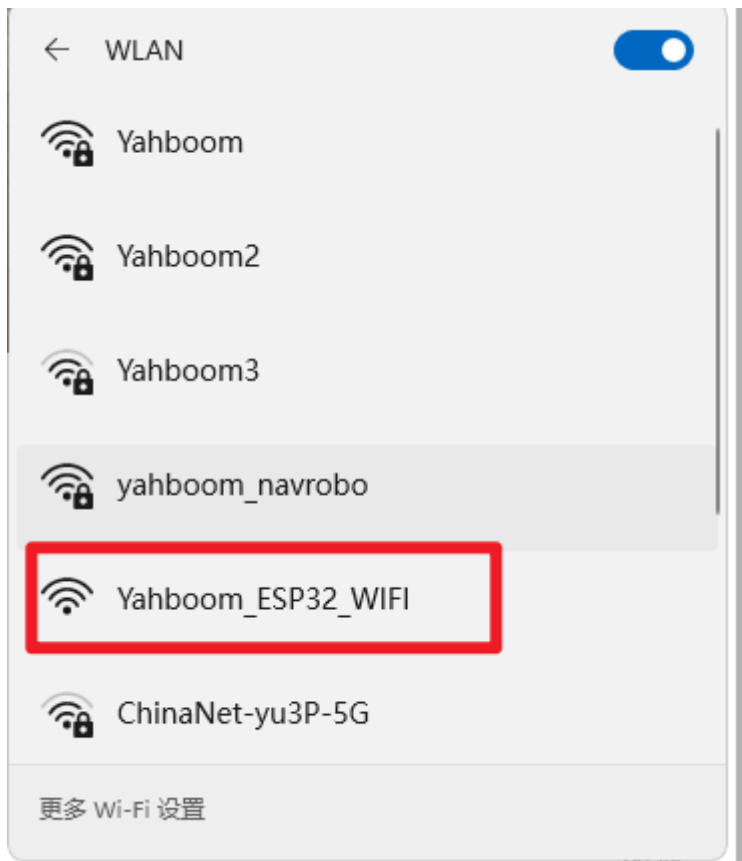 WLAN
Yahboom
Yahboom2
Yahboom3
yahboom_navrobo
Yahboom_ESP32_WIFI
ChinaNet-yu3P-5G
更多 Wi-Fi 设置